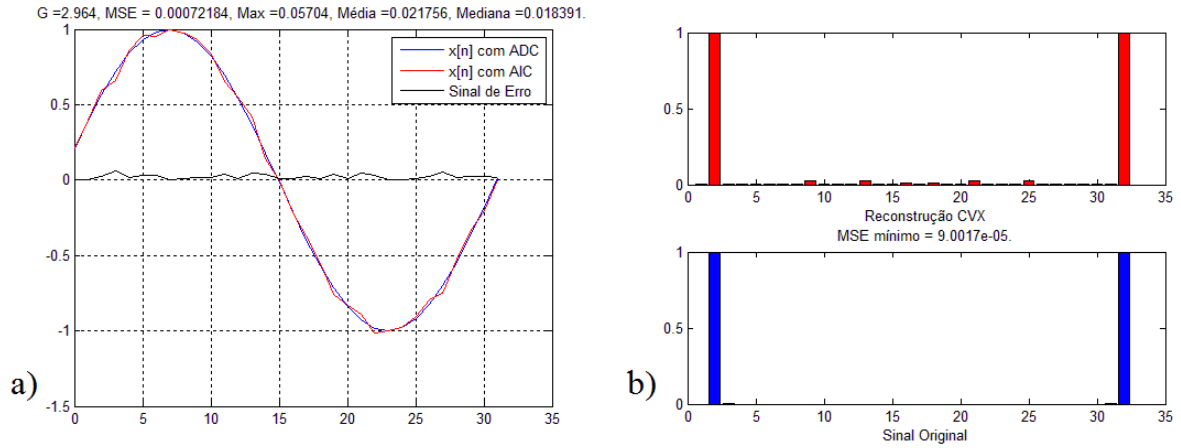 G =2.964, MSE = 0.00072184, Max =0.05704, Média =0.021756, Mediana =0.018391.
1
0.5
0
-0.5
-1
-1.5
0 5 10 15 20 25 30 35
x[n] com ADC
x[n] com AIC
Sinal de Erro
a)
1
0.5
0
0 5 10 15 20 25 30 35
Reconstrução CVX
MSE mínimo = 9.0017e-05.
1
0.5
0
0 5 10 15 20 25 30 35
Sinal Original
b)